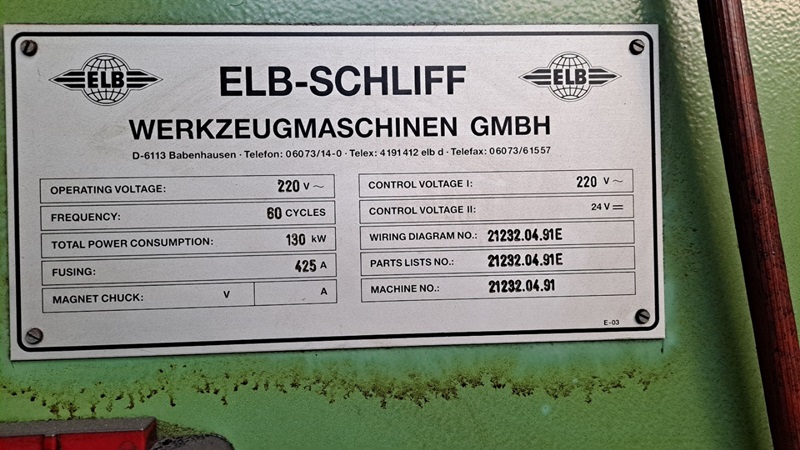 ELB ELB-SCHLIFF ELB
WERKZEUGMASCHINEN GMBH
D-6113 Babenhausen · Telefon: 06073/14-0 · Telex: 4191412 elb d · Telefax: 06073/61557
OPERATING VOLTAGE: 220 V ~
FREQUENCY: 60 CYCLES
TOTAL POWER CONSUMPTION: 130 kW
FUSING: 425 A
MAGNET CHUCK: V A
CONTROL VOLTAGE I: 220 V ~
CONTROL VOLTAGE II: 24 V ⎓
WIRING DIAGRAM NO.: 21232.04.91E
PARTS LISTS NO.: 21232.04.91E
MACHINE NO.: 21232.04.91
E-03